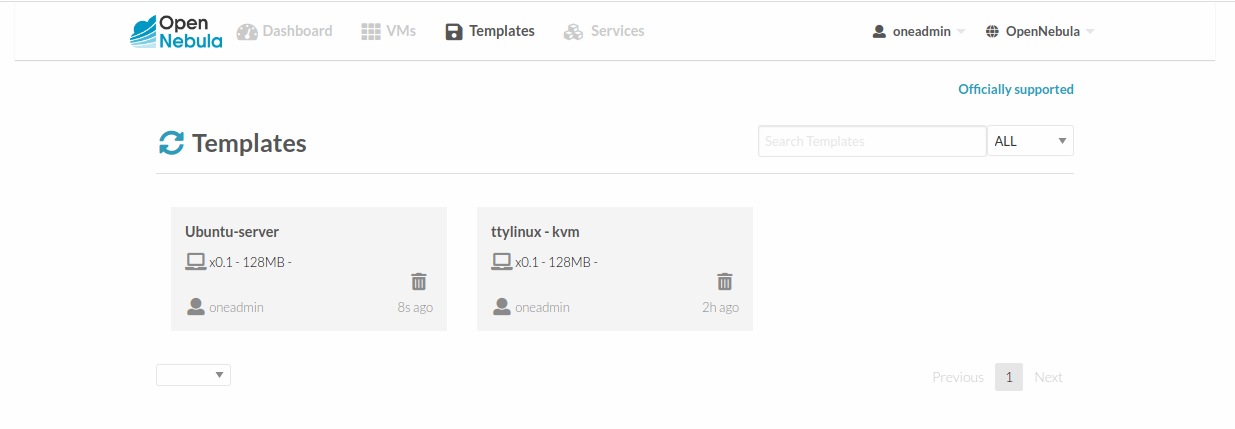 Open Nebula Dashboard VMs Templates Services oneadmin OpenNebula
Officially supported
Templates Search Templates ALL
Ubuntu-server
x0.1 - 128MB -
oneadmin 8s ago
ttylinux - kvm
x0.1 - 128MB -
oneadmin 2h ago
Previous 1 Next